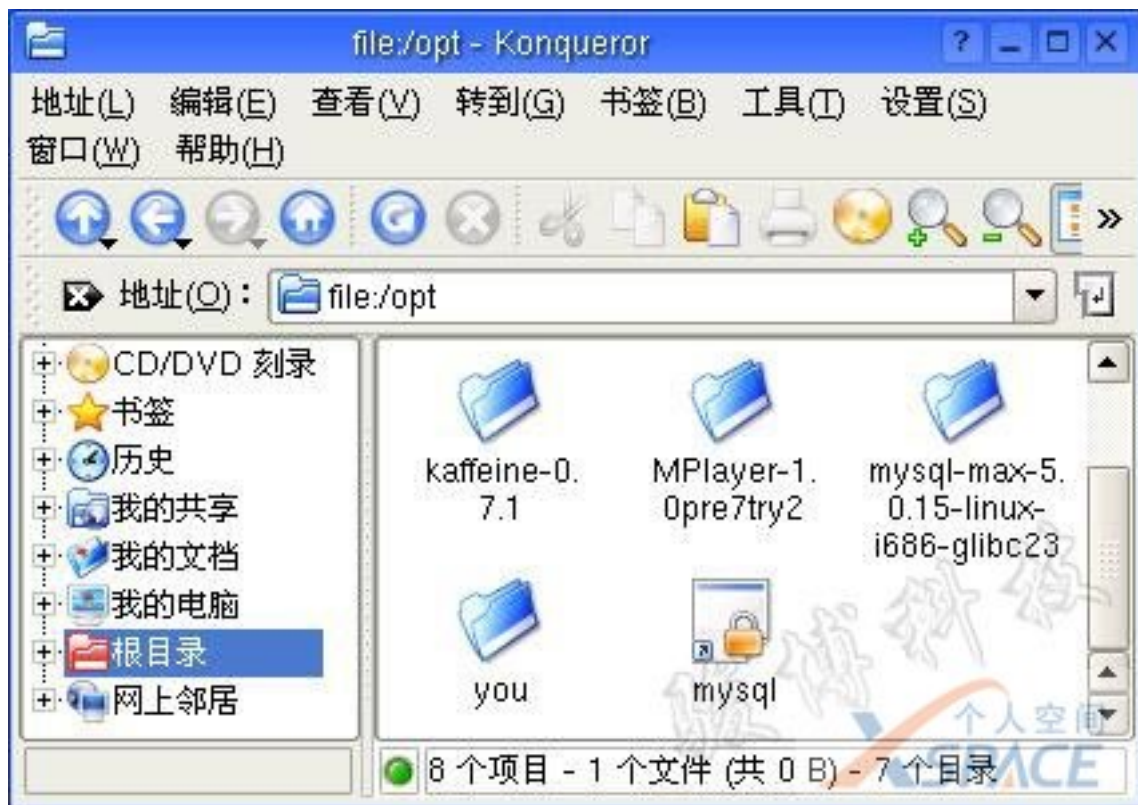 file:/opt - Konqueror
地址(L) 编辑(E) 查看(V) 转到(G) 书签(B) 工具(T) 设置(S)
窗口(W) 帮助(H)
地址(O): file:/opt
CD/DVD 刻录
书签
历史
我的共享
我的文档
我的电脑
根目录
网上邻居
kaffeine-0.
7.1
MPlayer-1.
0pre7try2
mysql-max-5.
0.15-linux-
i686-glibc23
you
mysql
8 个项目 - 1 个文件 (共 0 B) - 7 个目录
个人空间
XSPACE